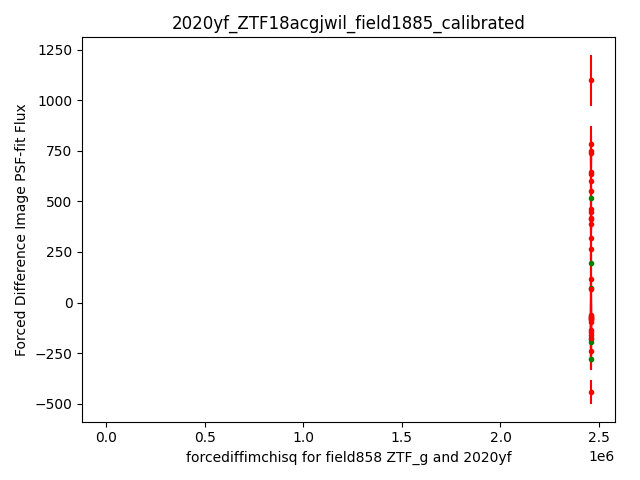 2020yf_ZTF18acgjwil_field1885_calibrated
Forced Difference Image PSF-fit Flux
1250
1000
750
500
250
0
−250
−500
0.0 0.5 1.0 1.5 2.0 2.5
1e6
forcediffimchisq for field858 ZTF_g and 2020yf